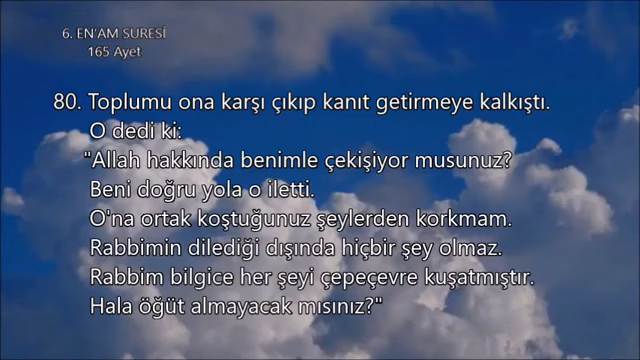 6. EN'AM SURESİ
165 Ayet
80. Toplumu ona karşı çıkıp kanıt getirmeye kalkıştı.
O dedi ki:
"Allah hakkında benimle çekişiyor musunuz?
Beni doğru yola o iletti.
O'na ortak koştuğunuz şeylerden korkmam.
Rabbimin dilediği dışında hiçbir şey olmaz.
Rabbim bilgice her şeyi çepeçevre kuşatmıştır.
Hala öğüt almayacak mısınız?"